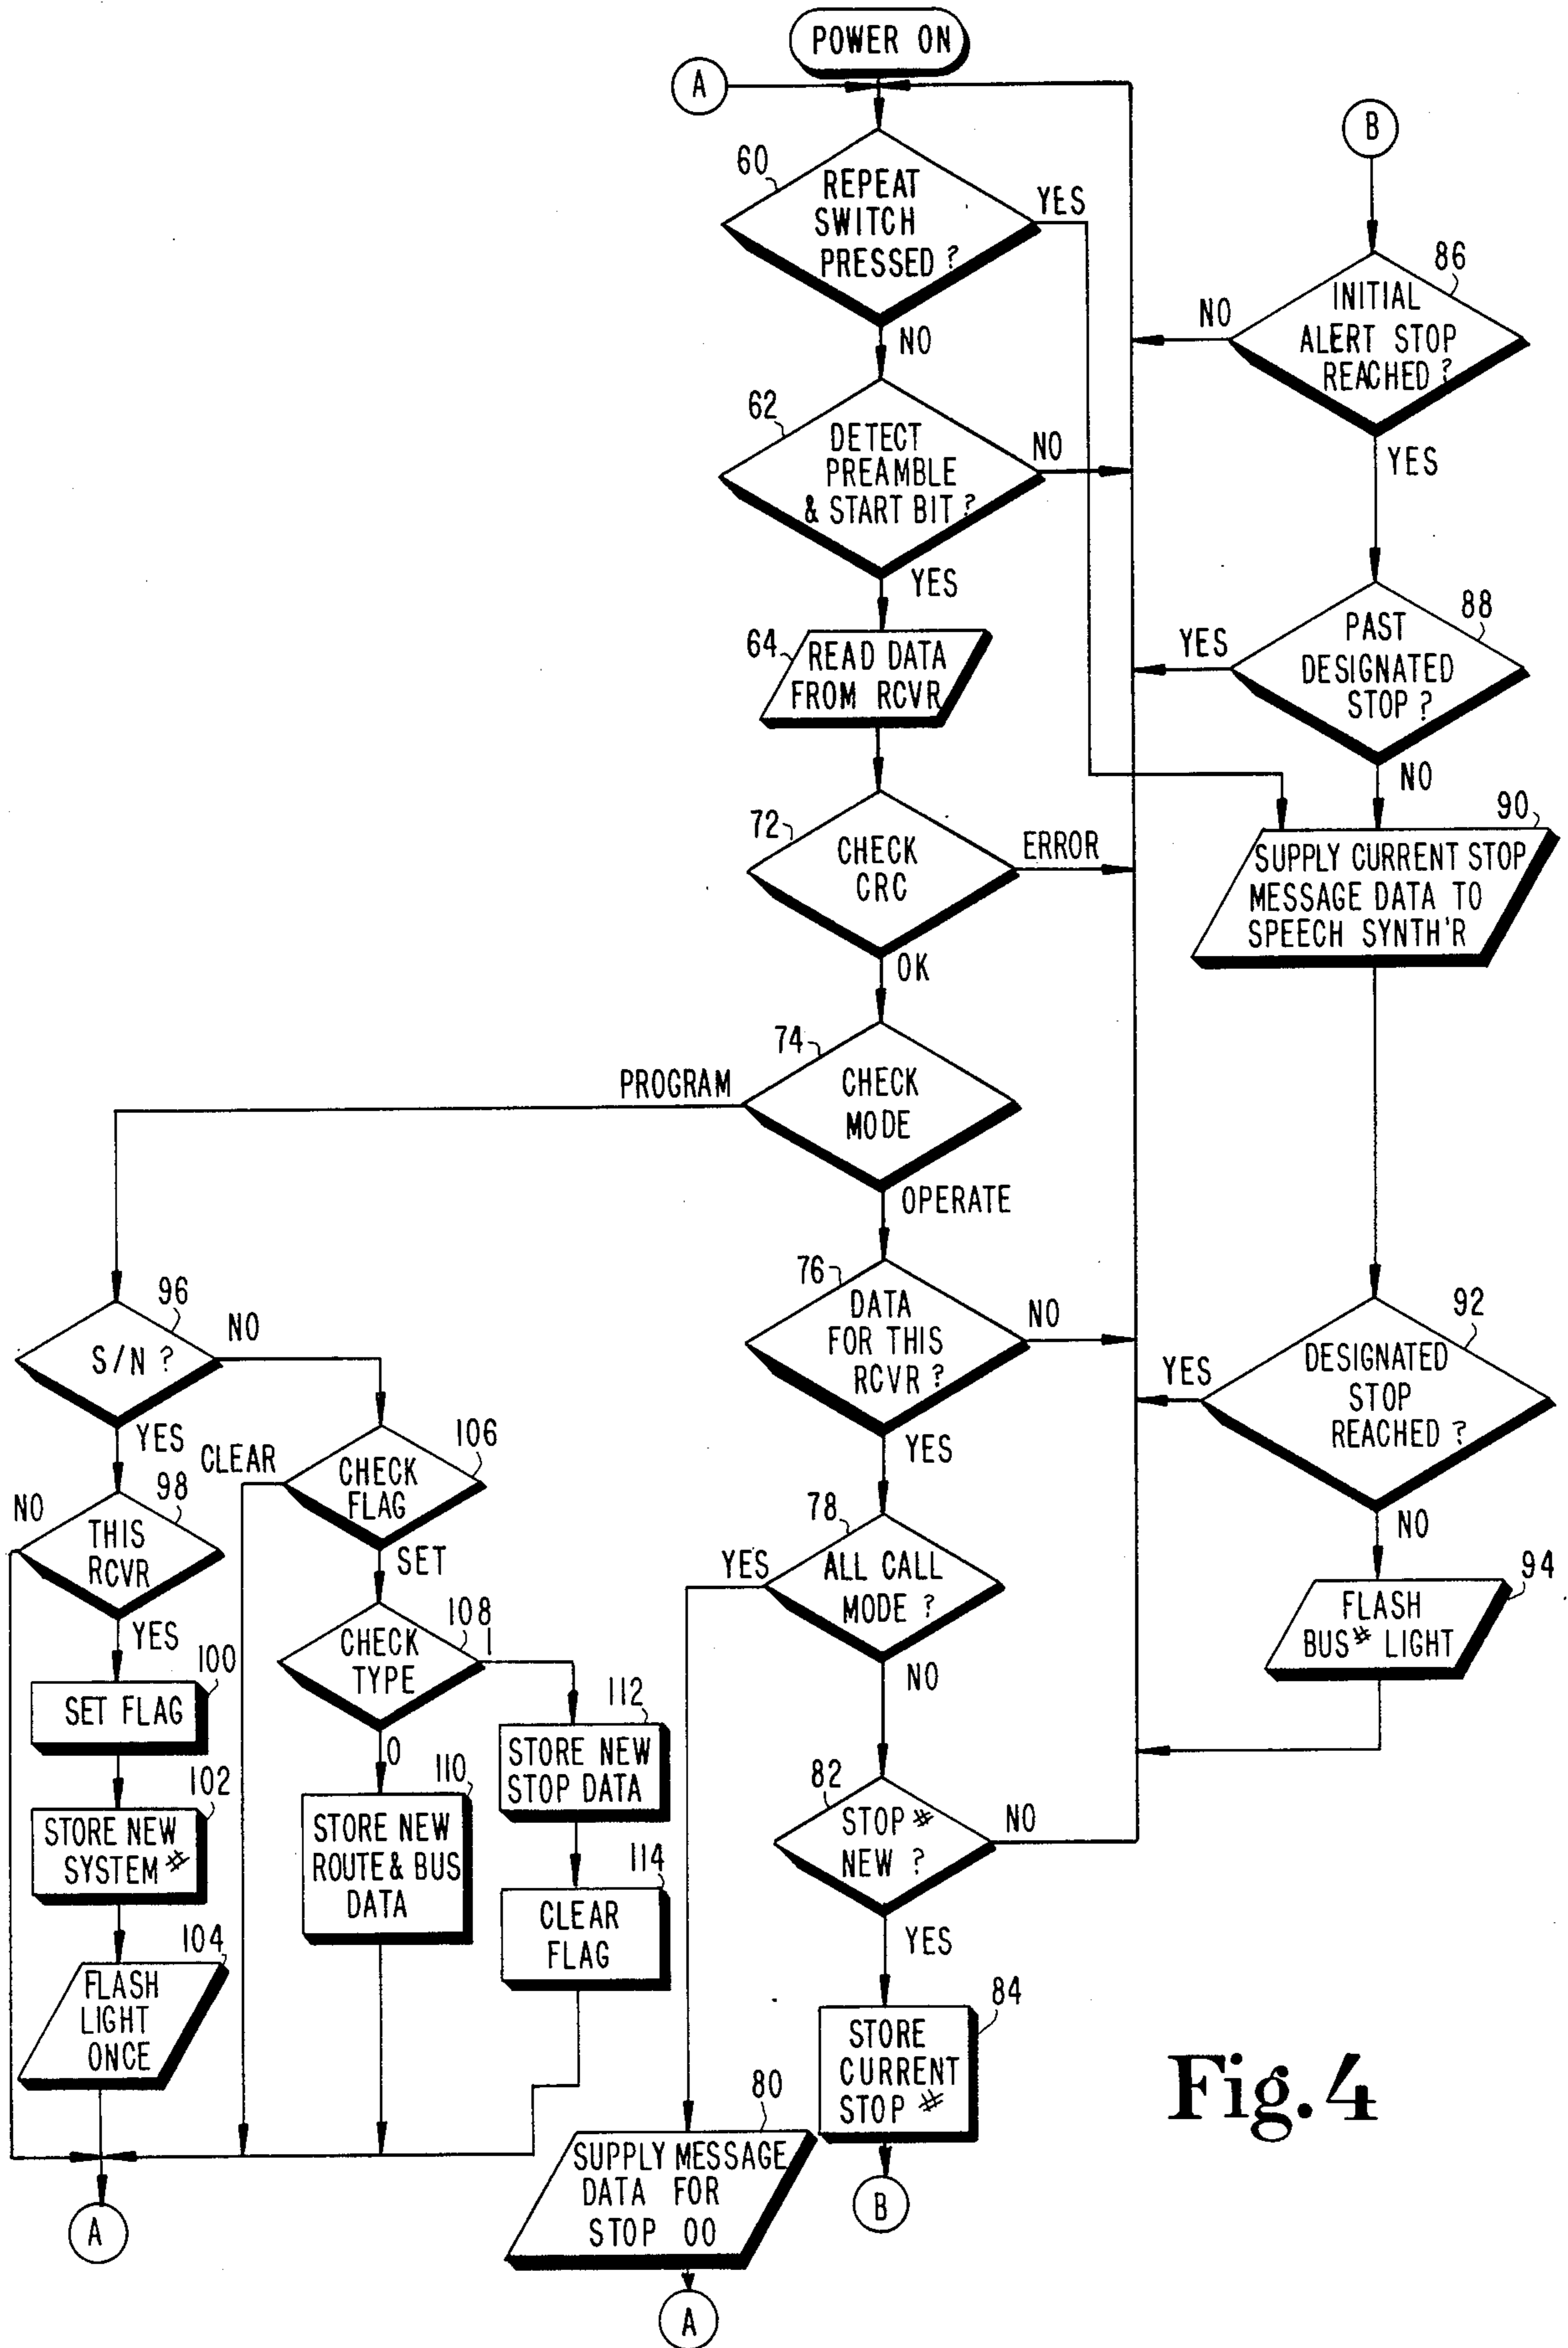 POWER ON
A
B
60
REPEAT
SWITCH
PRESSED ?
YES
NO
86
INITIAL
ALERT STOP
REACHED ?
NO
YES
62
DETECT
PREAMBLE
& START BIT ?
NO
YES
88
PAST
DESIGNATED
STOP ?
YES
NO
64
READ DATA
FROM RCVR
72
CHECK
CRC
ERROR
OK
90
SUPPLY CURRENT STOP
MESSAGE DATA TO
SPEECH SYNTH'R
74
CHECK
MODE
PROGRAM
OPERATE
76
DATA
FOR THIS
RCVR ?
NO
YES
92
DESIGNATED
STOP
REACHED ?
YES
NO
96
S/N ?
NO
YES
106
CHECK
FLAG
CLEAR
SET
98
THIS
RCVR
NO
YES
78
ALL CALL
MODE ?
YES
NO
94
FLASH
BUS# LIGHT
108
CHECK
TYPE
1
0
100
SET FLAG
112
STORE NEW
STOP DATA
102
STORE NEW
SYSTEM #
110
STORE NEW
ROUTE & BUS
DATA
82
STOP #
NEW ?
NO
YES
114
CLEAR
FLAG
104
FLASH
LIGHT
ONCE
84
STORE
CURRENT
STOP #
80
SUPPLY MESSAGE
DATA FOR
STOP 00
A
B
A
Fig. 4